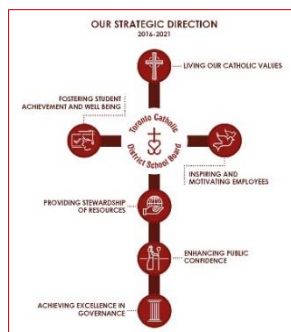 OUR STRATEGIC DIRECTION
2016-2021
LIVING OUR CATHOLIC VALUES
FOSTERING STUDENT
ACHIEVEMENT AND WELL BEING
Toronto Catholic
District School Board
INSPIRING AND
MOTIVATING EMPLOYEES
PROVIDING STEWARDSHIP
OF RESOURCES
ENHANCING PUBLIC
CONFIDENCE
ACHIEVING EXCELLENCE IN
GOVERNANCE